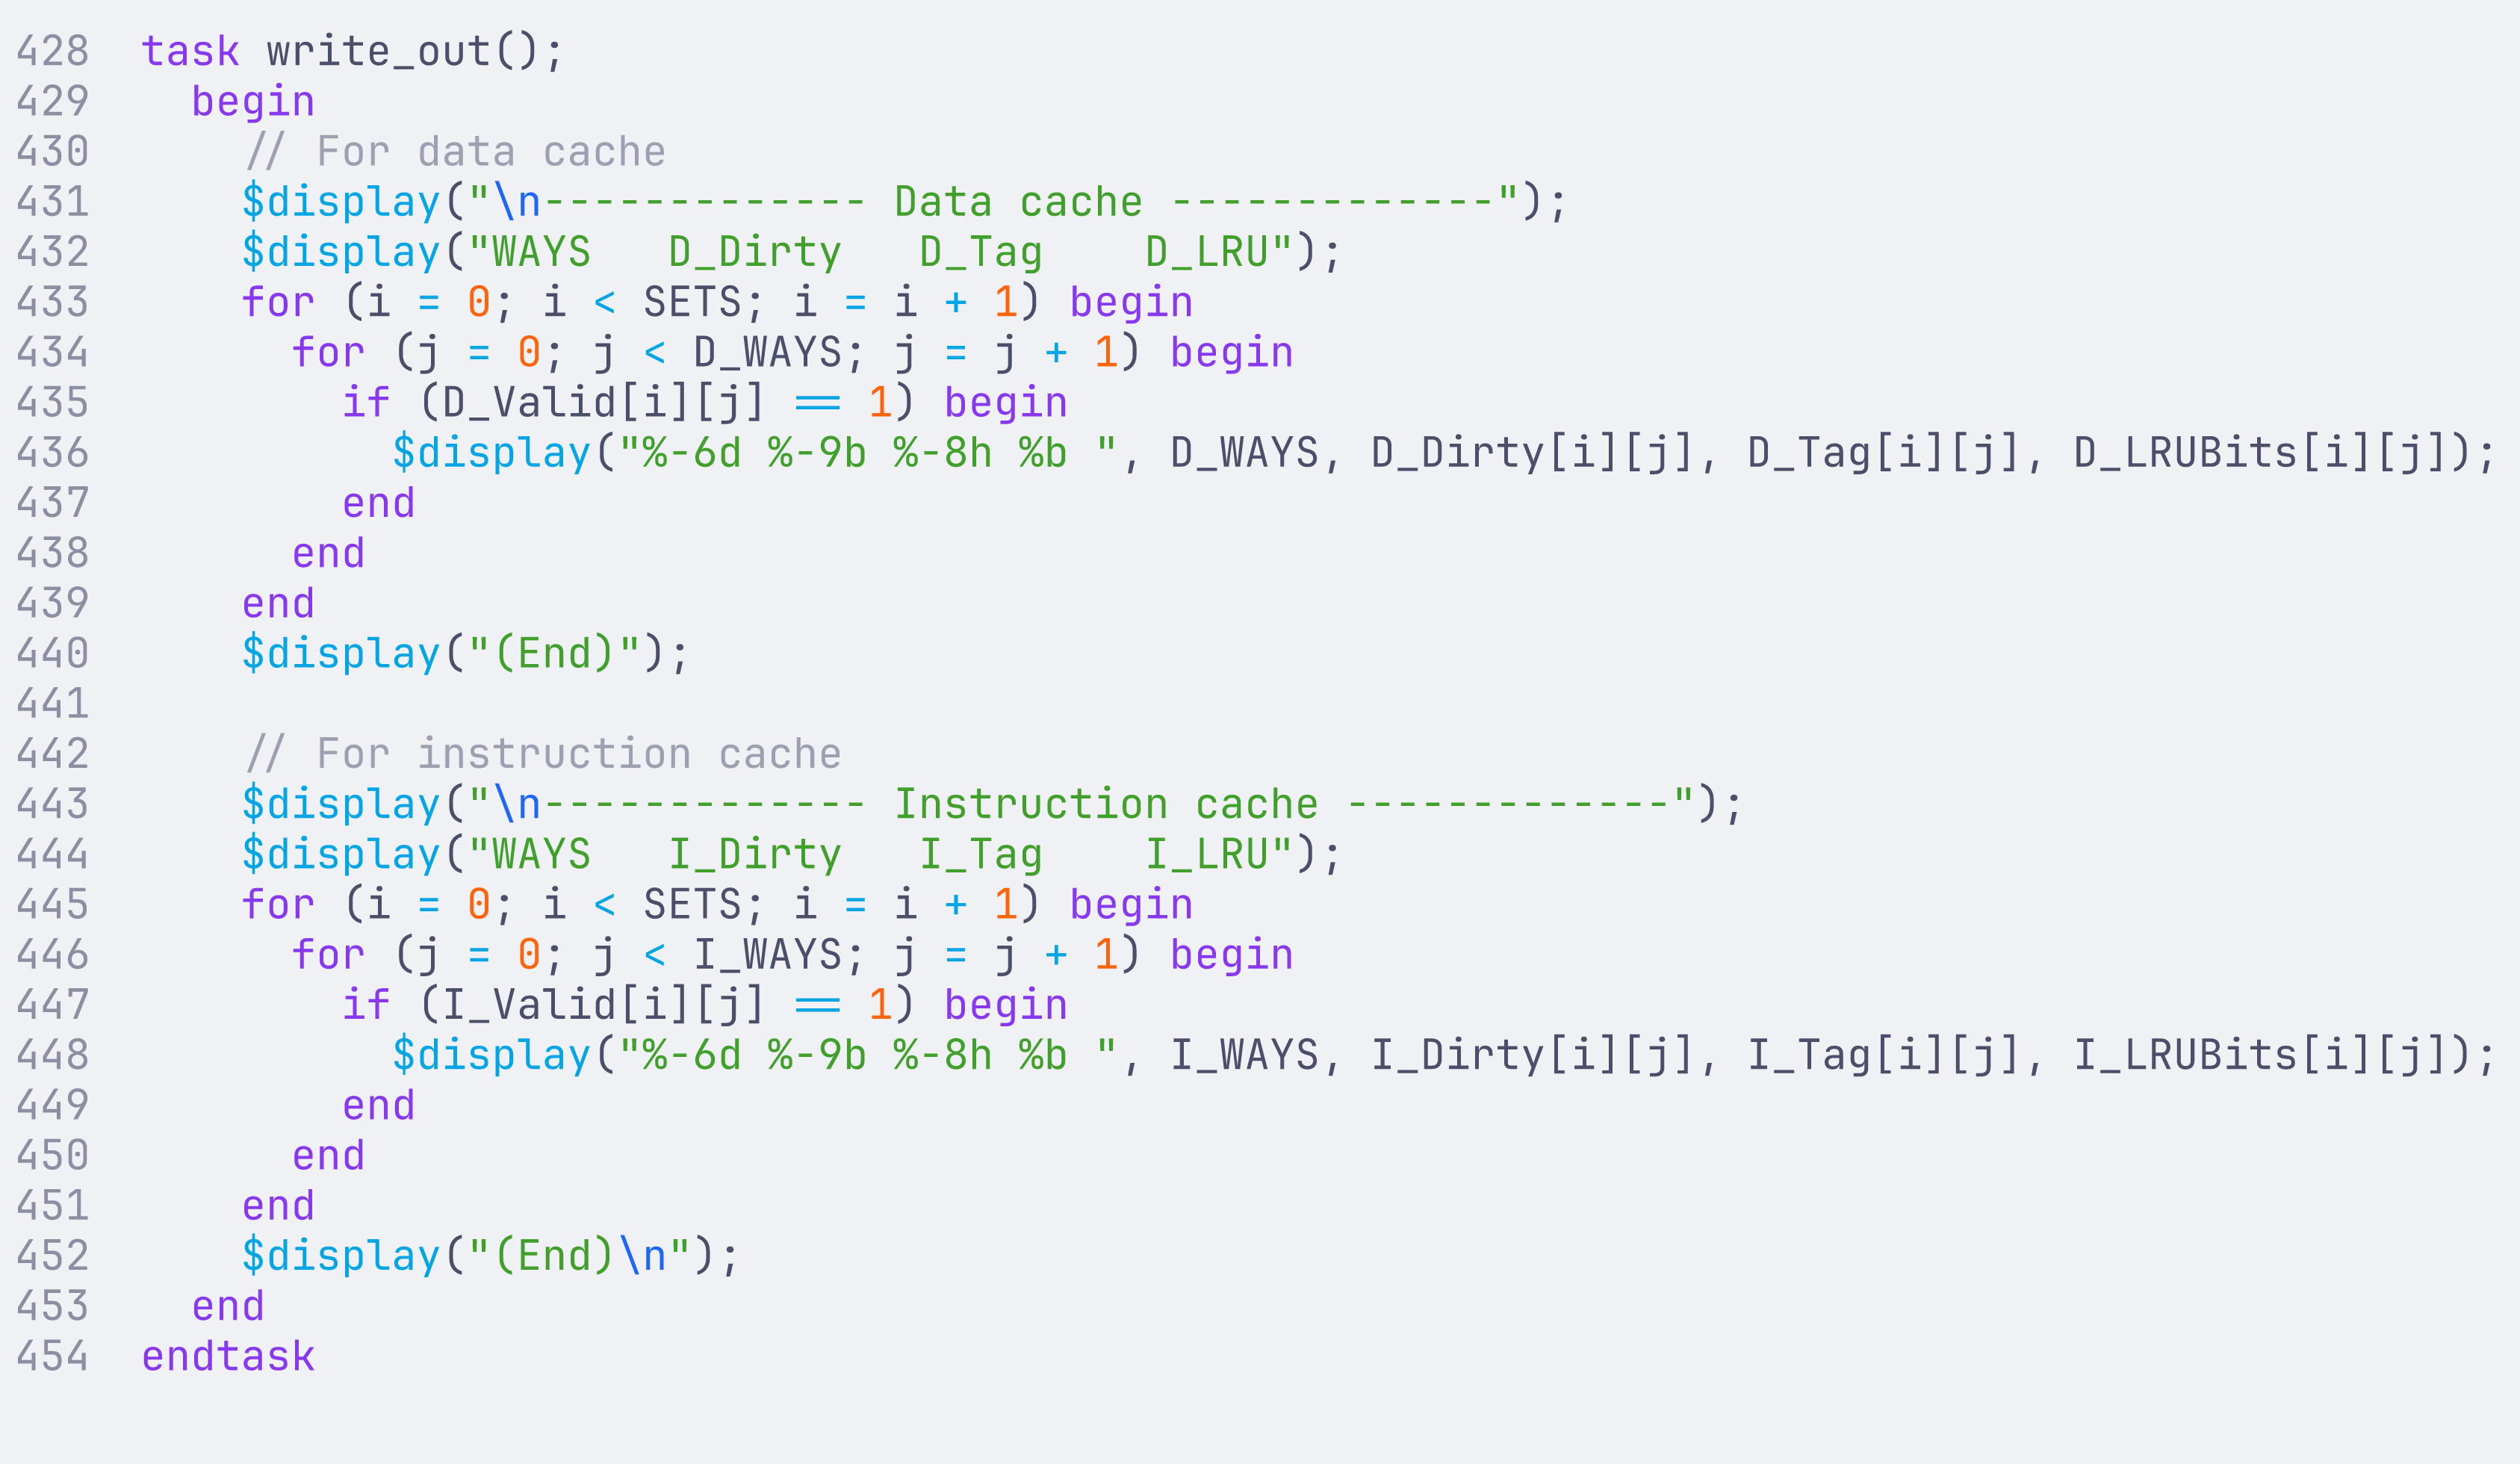 428  task write_out();
429    begin
430      // For data cache
431      $display("\n------------- Data cache -------------");
432      $display("WAYS   D_Dirty   D_Tag    D_LRU");
433      for (i = 0; i < SETS; i = i + 1) begin
434        for (j = 0; j < D_WAYS; j = j + 1) begin
435          if (D_Valid[i][j] == 1) begin
436            $display("%-6d %-9b %-8h %b ", D_WAYS, D_Dirty[i][j], D_Tag[i][j], D_LRUBits[i][j]);
437          end
438        end
439      end
440      $display("(End)");
441
442      // For instruction cache
443      $display("\n------------- Instruction cache -------------");
444      $display("WAYS   I_Dirty   I_Tag    I_LRU");
445      for (i = 0; i < SETS; i = i + 1) begin
446        for (j = 0; j < I_WAYS; j = j + 1) begin
447          if (I_Valid[i][j] == 1) begin
448            $display("%-6d %-9b %-8h %b ", I_WAYS, I_Dirty[i][j], I_Tag[i][j], I_LRUBits[i][j]);
449          end
450        end
451      end
452      $display("(End)\n");
453    end
454  endtask